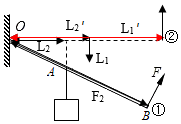 L₂' L₁' ②
O L₂ L₁
A F
F₂ B ①